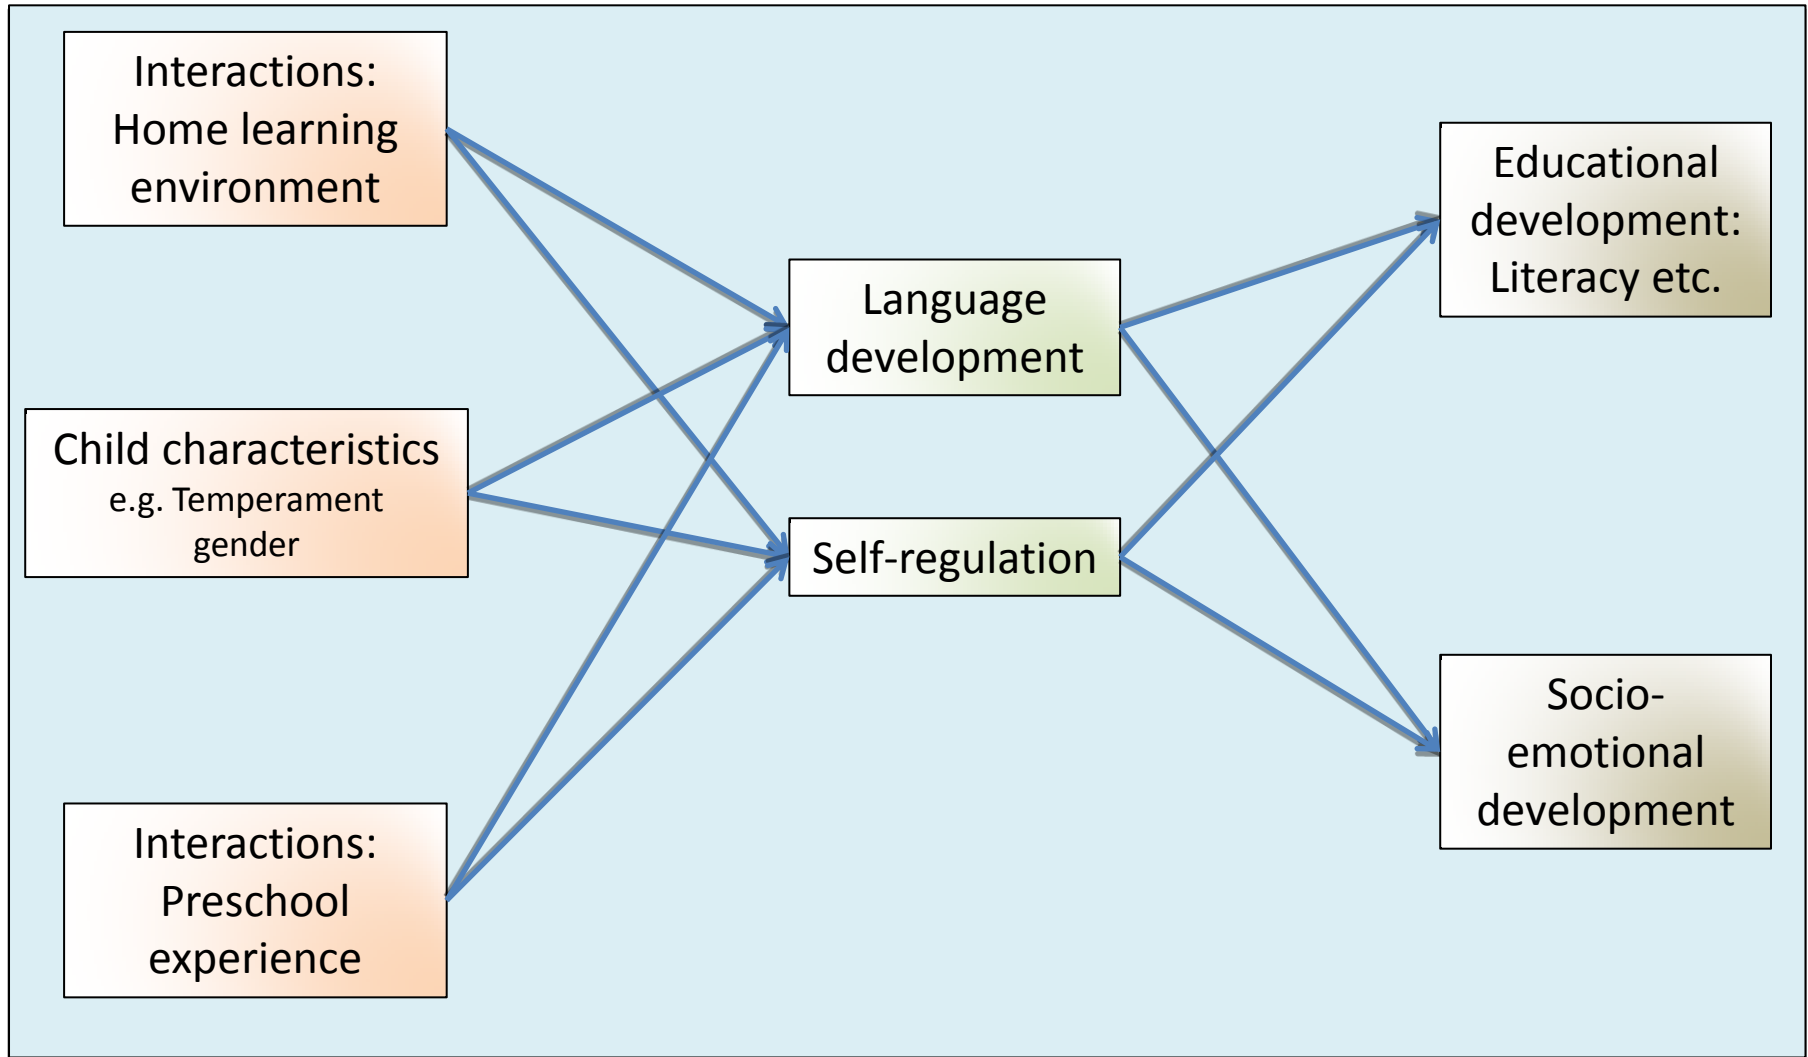 Interactions:
Home learning
environment
Child characteristics
e.g. Temperament
gender
Interactions:
Preschool
experience
Language
development
Self-regulation
Educational
development:
Literacy etc.
Socio-
emotional
development